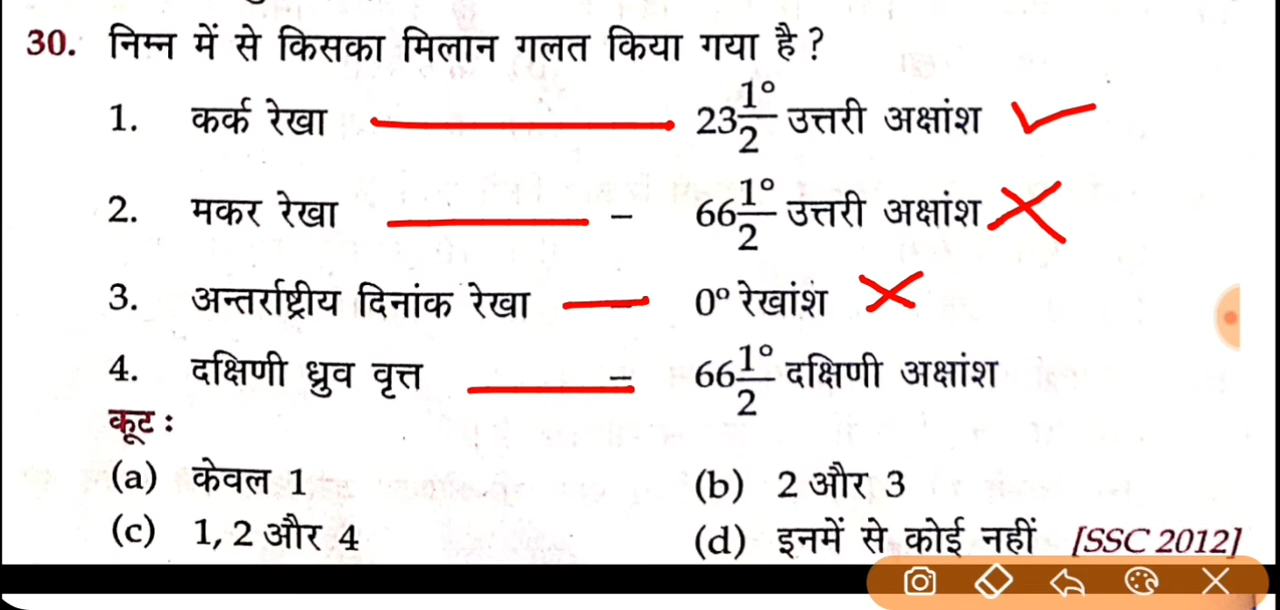 30. निम्न में से किसका मिलान गलत किया गया है ?
1. कर्क रेखा 23 1/2° उत्तरी अक्षांश
2. मकर रेखा – 66 1/2° उत्तरी अक्षांश
3. अन्तर्राष्ट्रीय दिनांक रेखा – 0° रेखांश
4. दक्षिणी ध्रुव वृत्त – 66 1/2° दक्षिणी अक्षांश
कूट :
(a) केवल 1 (b) 2 और 3
(c) 1, 2 और 4 (d) इनमें से कोई नहीं [SSC 2012]